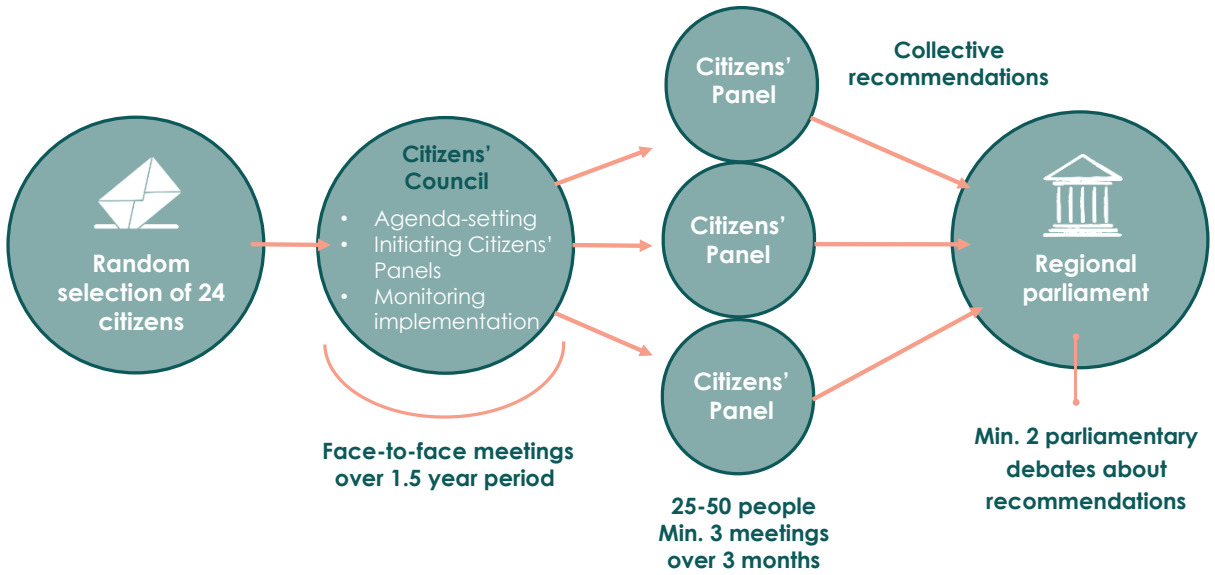 Random
selection of 24
citizens
Citizens'
Council
• Agenda-setting
• Initiating Citizens'
Panels
• Monitoring
implementation
Face-to-face meetings
over 1.5 year period
Citizens'
Panel
Citizens'
Panel
Citizens'
Panel
25-50 people
Min. 3 meetings
over 3 months
Collective
recommendations
Regional
parliament
Min. 2 parliamentary
debates about
recommendations